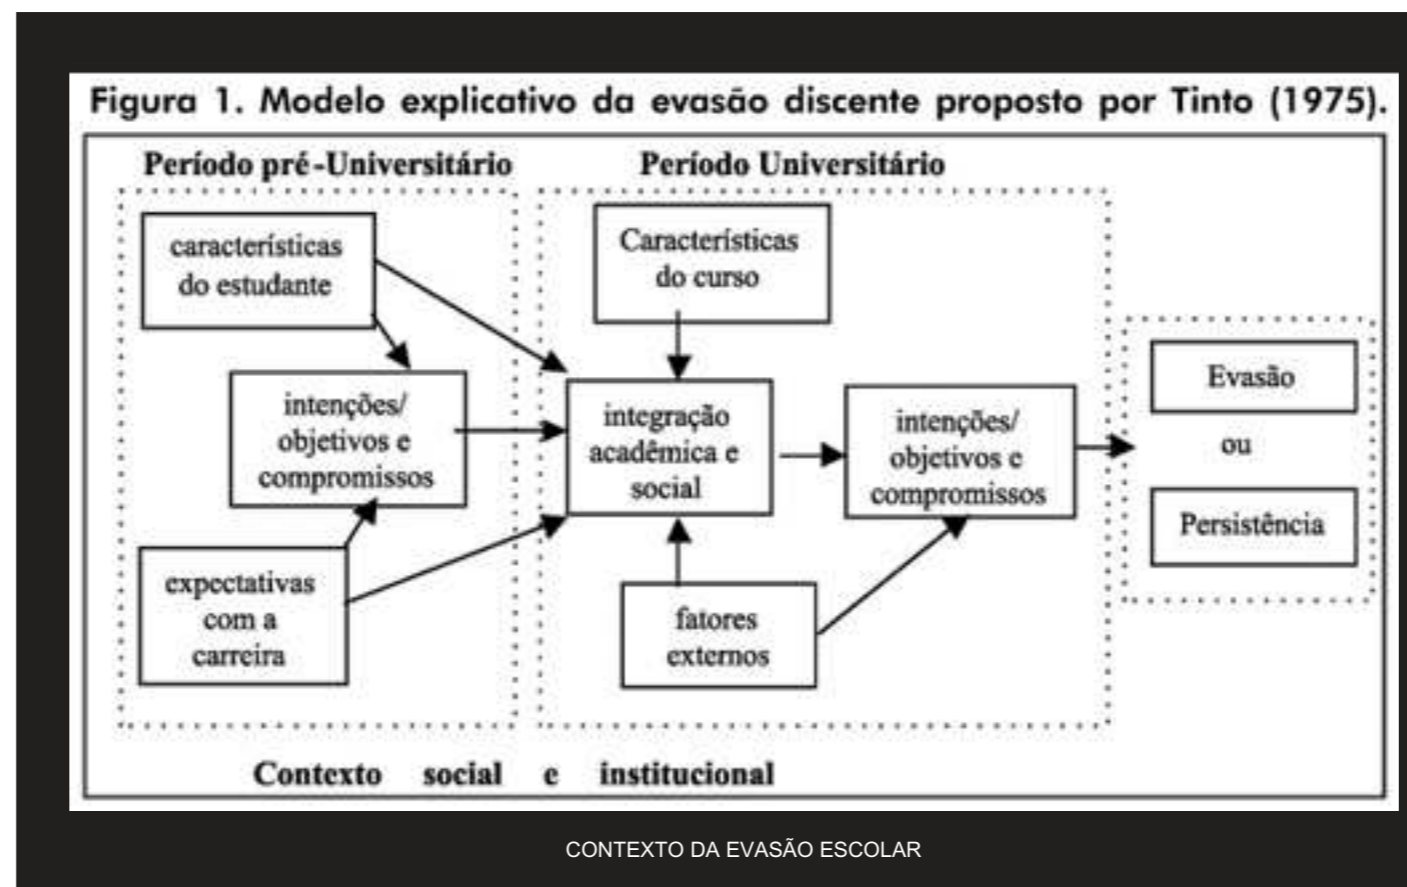 Figura 1. Modelo explicativo da evasão discente proposto por Tinto (1975).
Período pré-Universitário
características
do estudante
intenções/
objetivos e
compromissos
expectativas
com a
carreira
Período Universitário
Características
do curso
integração
acadêmica e
social
fatores
externos
intenções/
objetivos e
compromissos
Evasão
ou
Persistência
Contexto social e institucional
CONTEXTO DA EVASÃO ESCOLAR